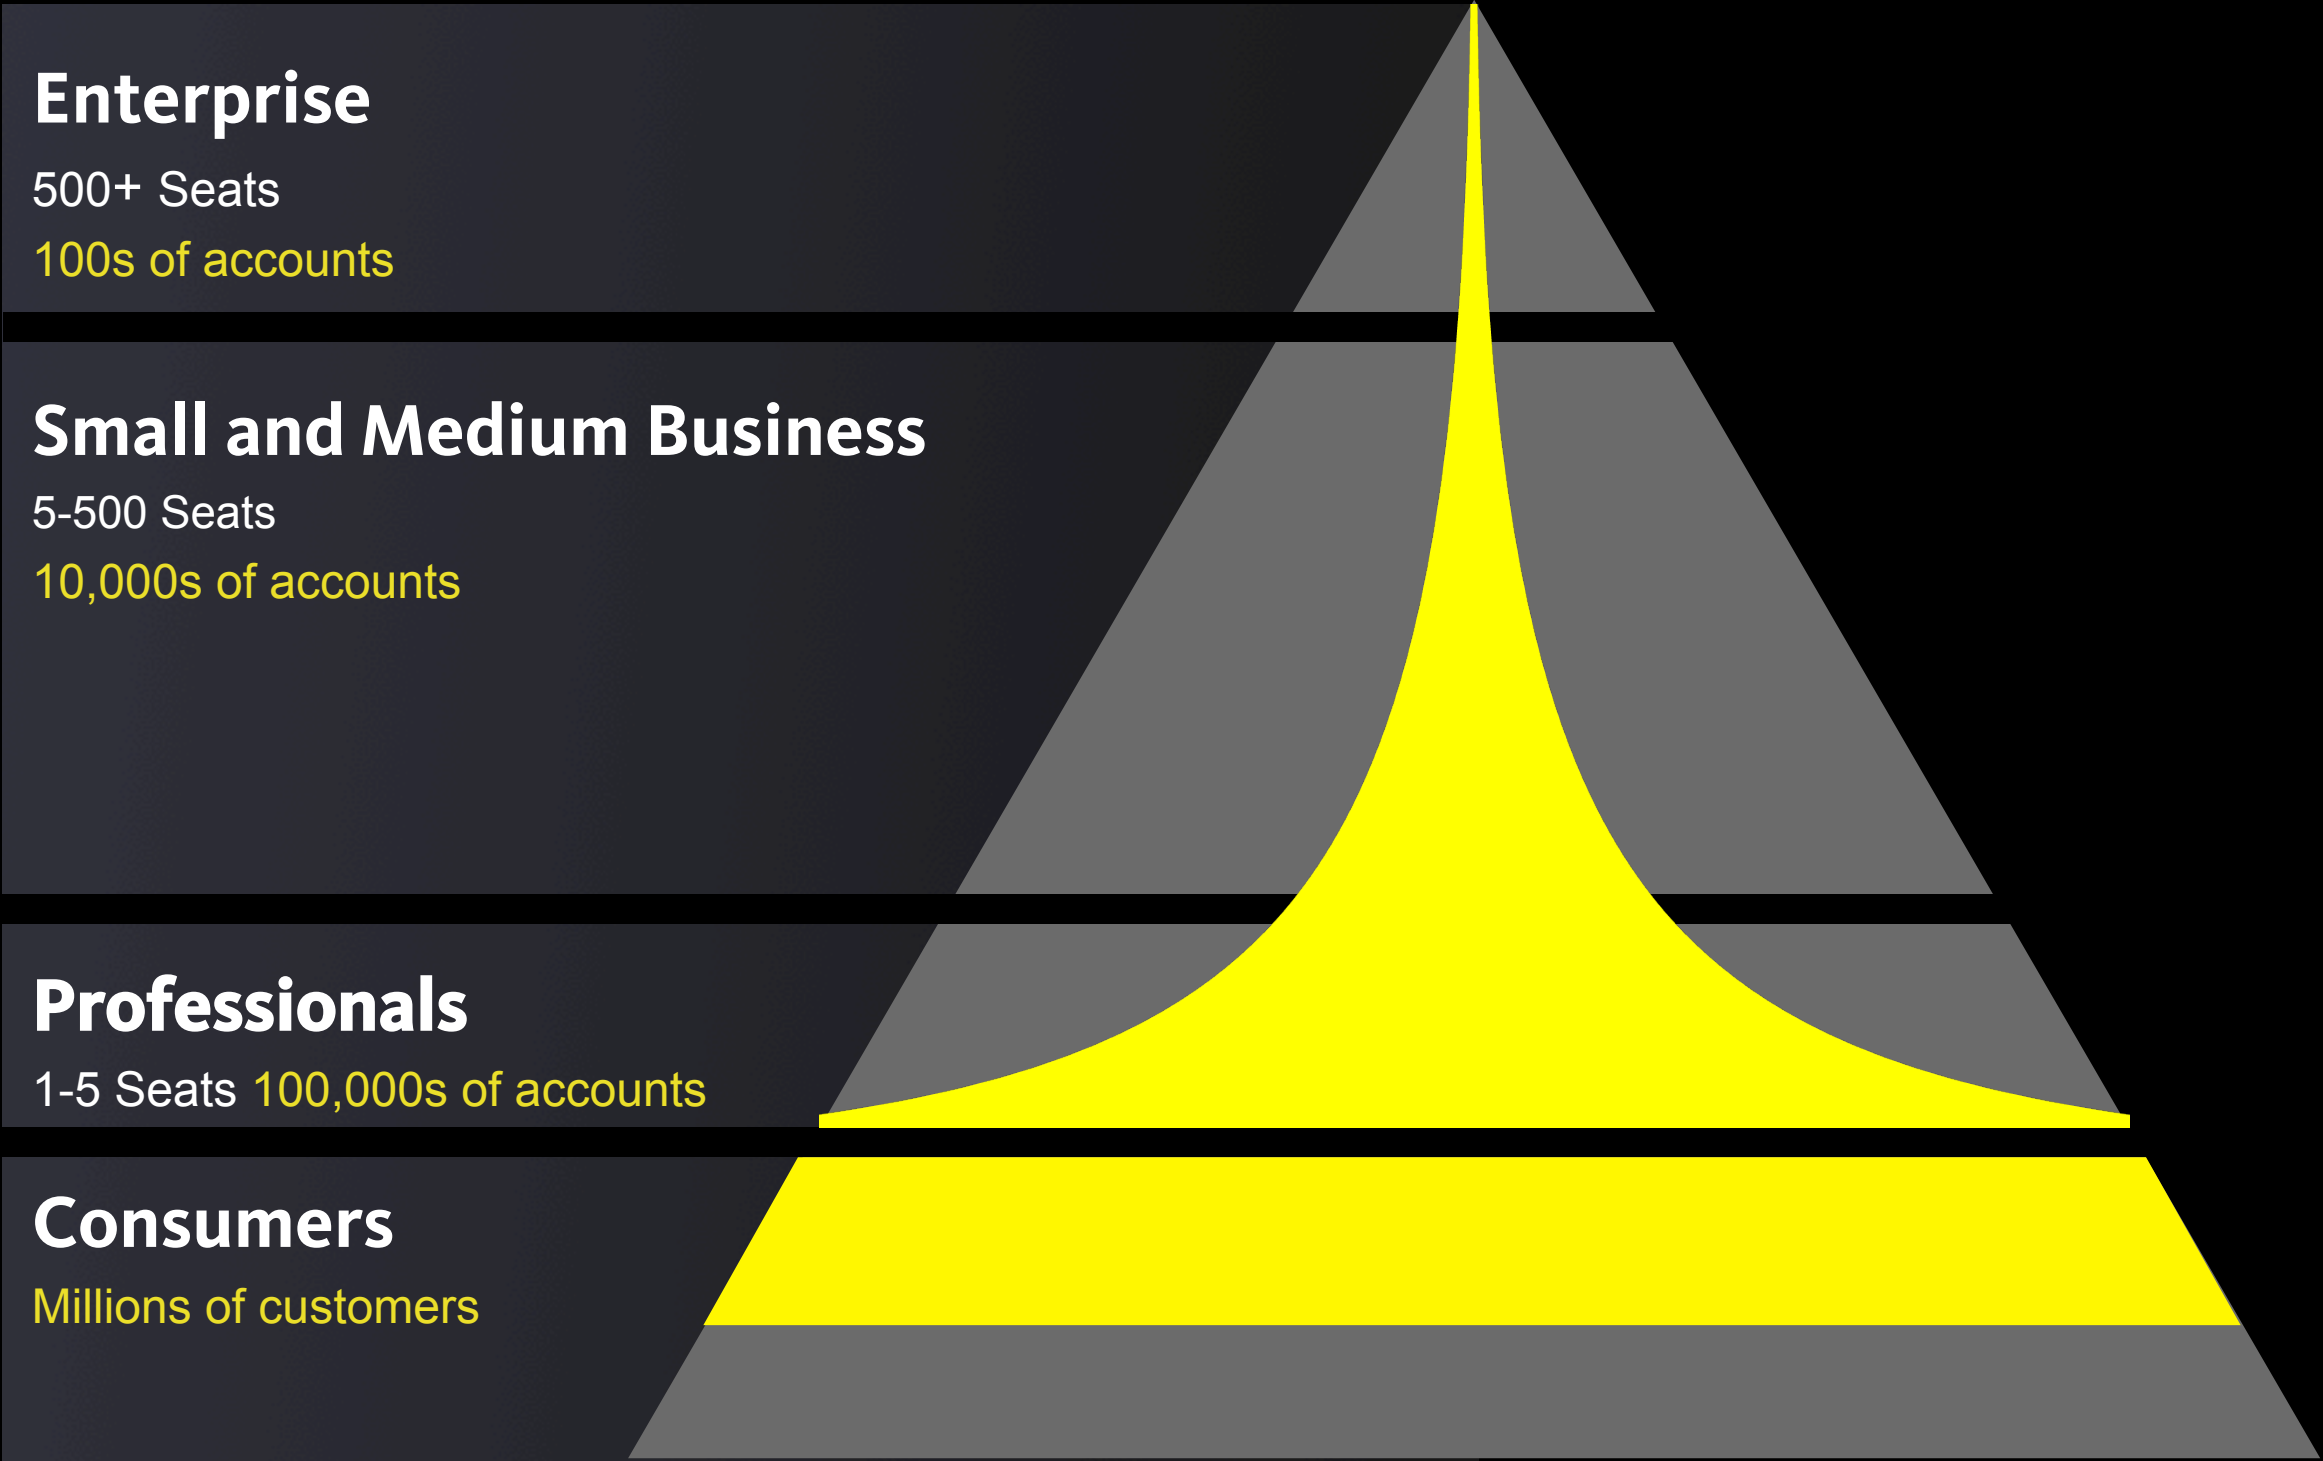 Enterprise
500+ Seats
100s of accounts
Small and Medium Business
5-500 Seats
10,000s of accounts
Professionals
1-5 Seats 100,000s of accounts
Consumers
Millions of customers